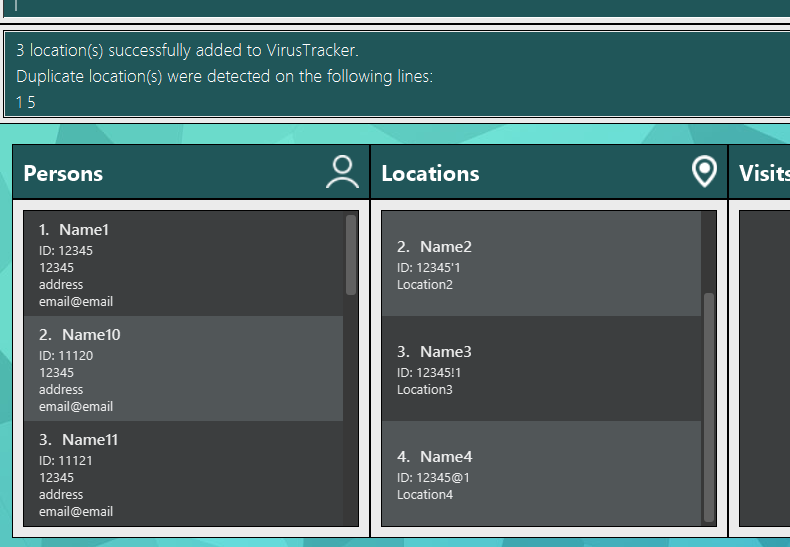 3 location(s) successfully added to VirusTracker.
Duplicate location(s) were detected on the following lines:
1 5
Persons
1. Name1
ID: 12345
12345
address
email@email
2. Name10
ID: 11120
12345
address
email@email
3. Name11
ID: 11121
12345
address
email@email
Locations
2. Name2
ID: 12345'1
Location2
3. Name3
ID: 12345!1
Location3
4. Name4
ID: 12345@1
Location4
Visits